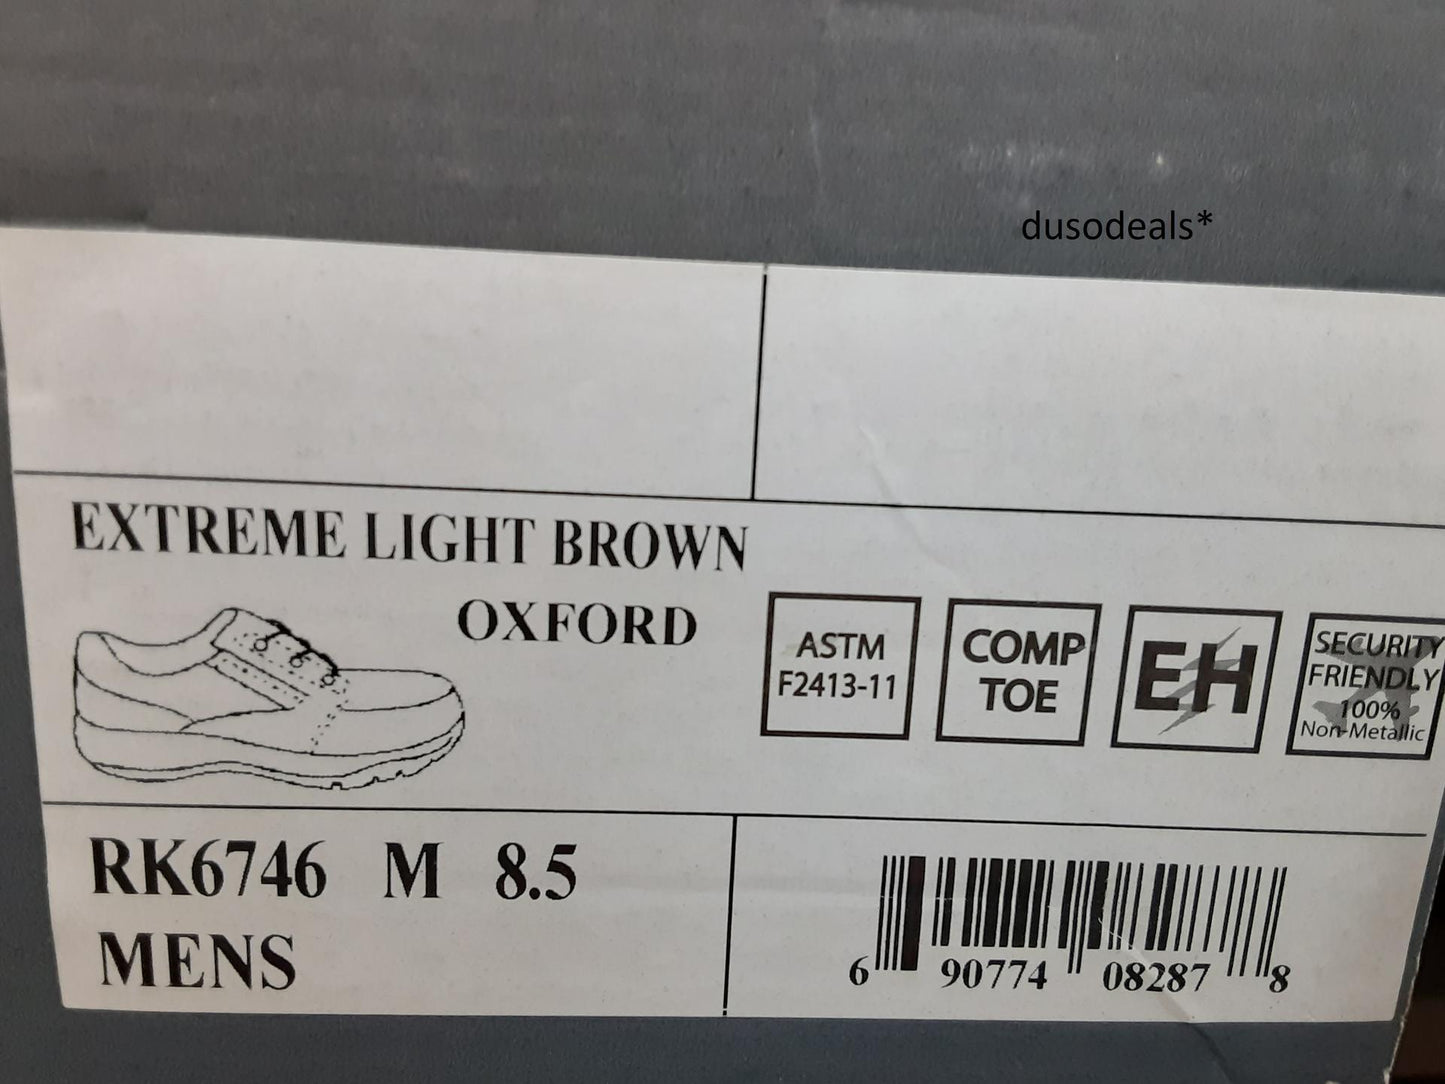 dusodeals*
EXTREME LIGHT BROWN
OXFORD
ASTM
F2413-11
COMP
TOE
EH
SECURITY
FRIENDLY
100%
Non-Metallic
RK6746 M 8.5
MENS
6 90774 08287 8